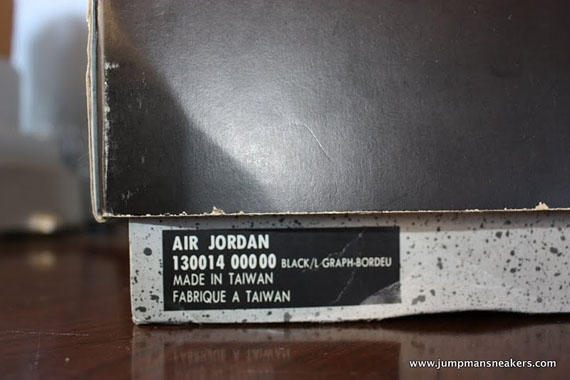 AIR JORDAN
130014 00000 BLACK/L·GRAPH-BORDEU
MADE IN TAIWAN
FABRIQUE A TAIWAN
www.jumpmansneakers.com